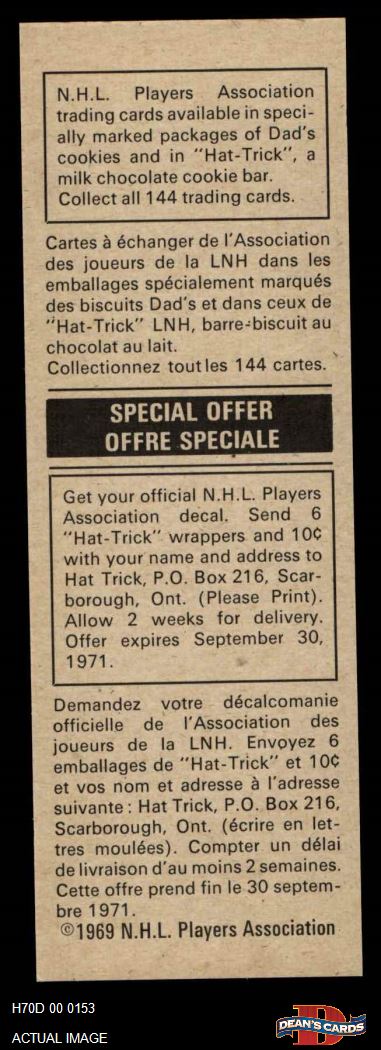 N.H.L. Players Association
trading cards available in speci-
ally marked packages of Dad's
cookies and in "Hat-Trick", a
milk chocolate cookie bar.
Collect all 144 trading cards.
Cartes à échanger de l'Association
des joueurs de la LNH dans les
emballages spécialement marqués
des biscuits Dad's et dans ceux de
"Hat-Trick" LNH, barre-biscuit au
chocolat au lait.
Collectionnez toutles 144 cartes.
SPECIAL OFFER
OFFRE SPECIALE
Get your official N.H.L. Players
Association decal. Send 6
"Hat-Trick" wrappers and 10¢
with your name and address to
Hat Trick, P.O. Box 216, Scar-
borough, Ont. (Please Print).
Allow 2 weeks for delivery.
Offer expires September 30,
1971.
Demandez votre décalcomanie
officielle de l'Association des
joueurs de la LNH. Envoyez 6
emballages de "Hat-Trick" et 10¢
et vos nom et adresse à l'adresse
suivante : Hat Trick, P.O. Box 216,
Scarborough, Ont. (écrire en let-
tres moulées). Compter un délai
de livraison d'au moins 2 semaines.
Cette offre prend fin le 30 septem-
bre 1971.
©1969 N.H.L. Players Association
H70D 00 0153
ACTUAL IMAGE
D
DEAN'S CARDS